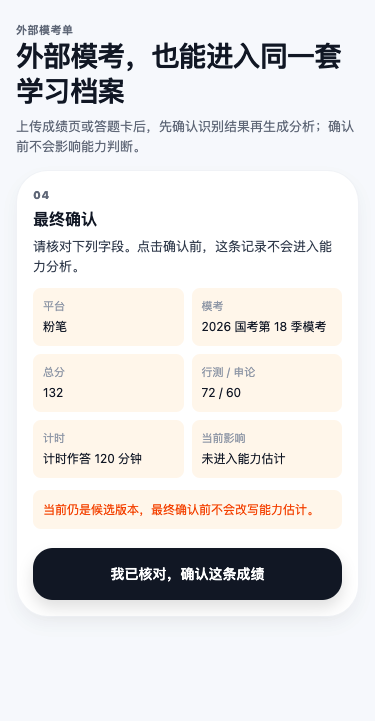 外部模考单
外部模考，也能进入同一套
学习档案
上传成绩页或答题卡后，先确认识别结果再生成分析；确认
前不会影响能力判断。
04
最终确认
请核对下列字段。点击确认前，这条记录不会进入能
力分析。
平台
粉笔
模考
2026 国考第 18 季模考
总分
132
行测 / 申论
72 / 60
计时
计时作答 120 分钟
当前影响
未进入能力估计
当前仍是候选版本，最终确认前不会改写能力估计。
我已核对，确认这条成绩